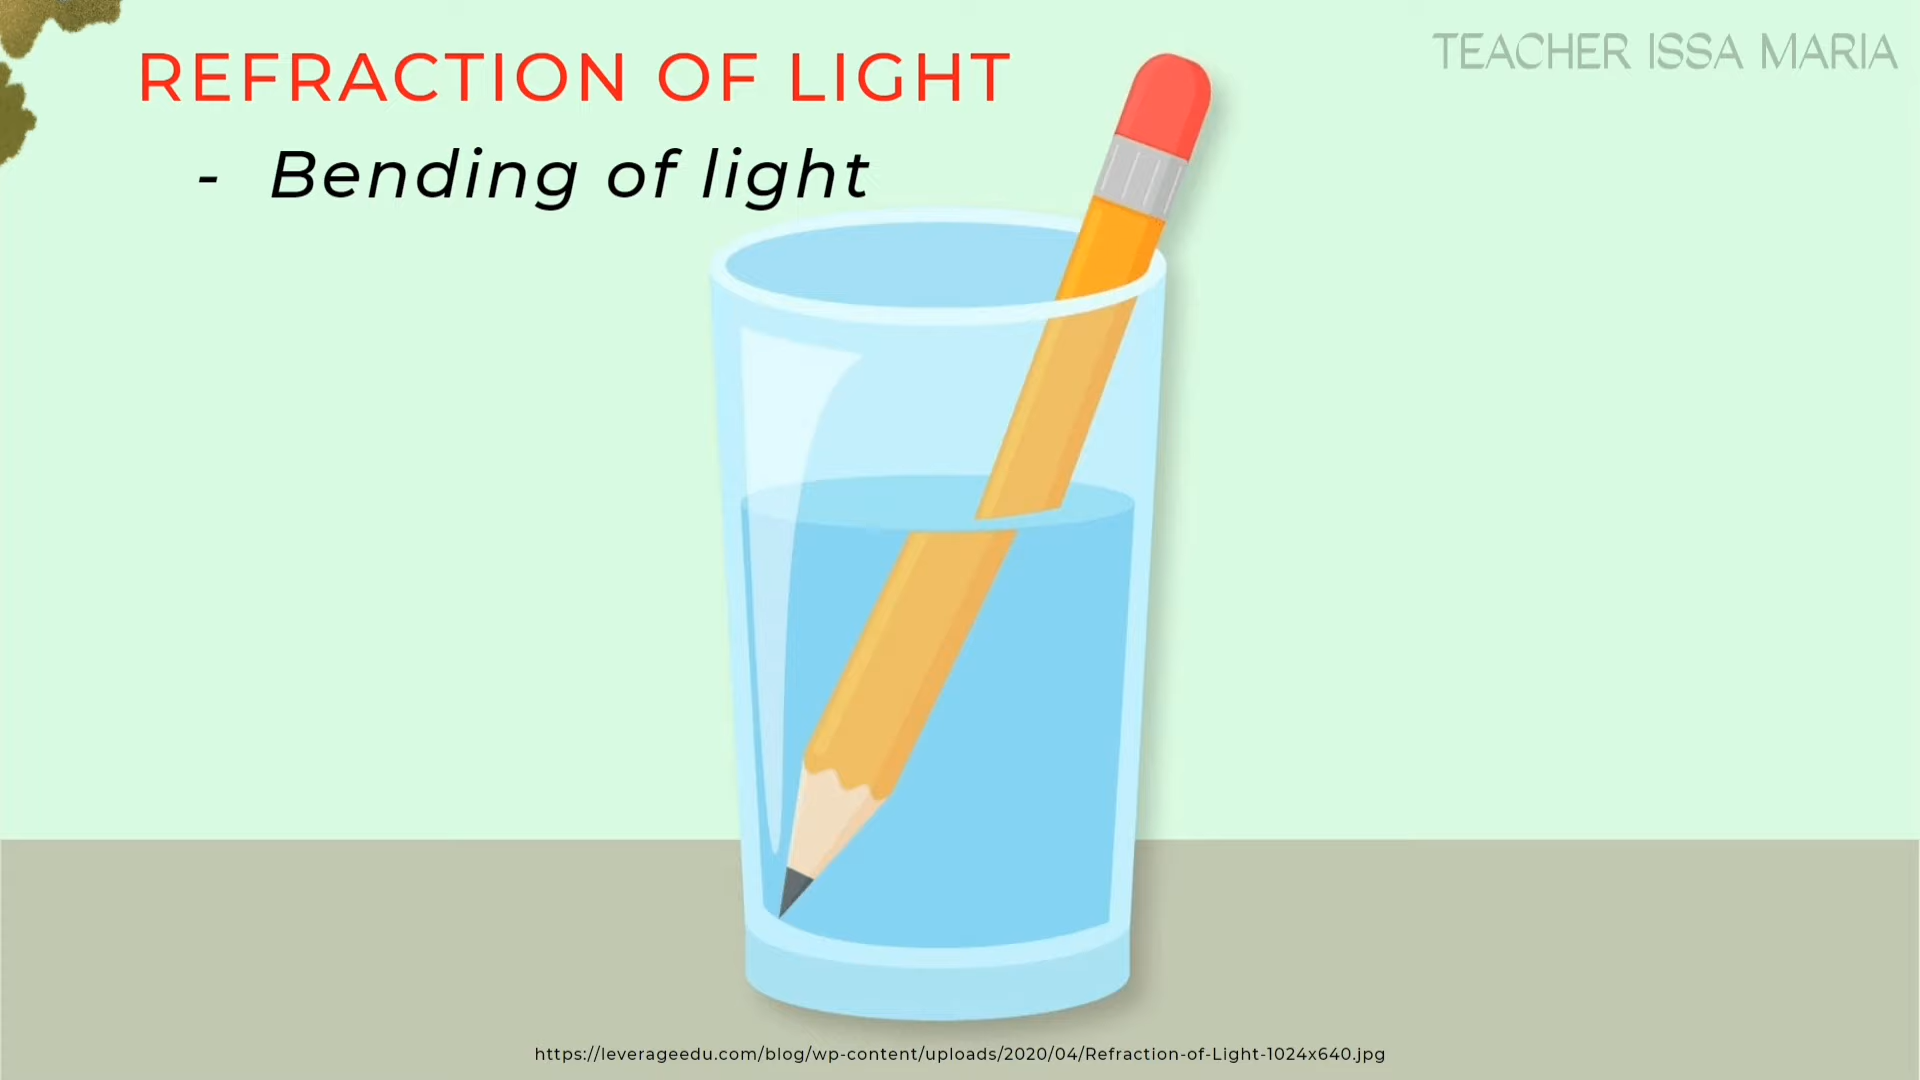 REFRACTION OF LIGHT
TEACHER ISSA MARIA
- Bending of light
https://leverageedu.com/blog/wp-content/uploads/2020/04/Refraction-of-Light-1024x640.jpg